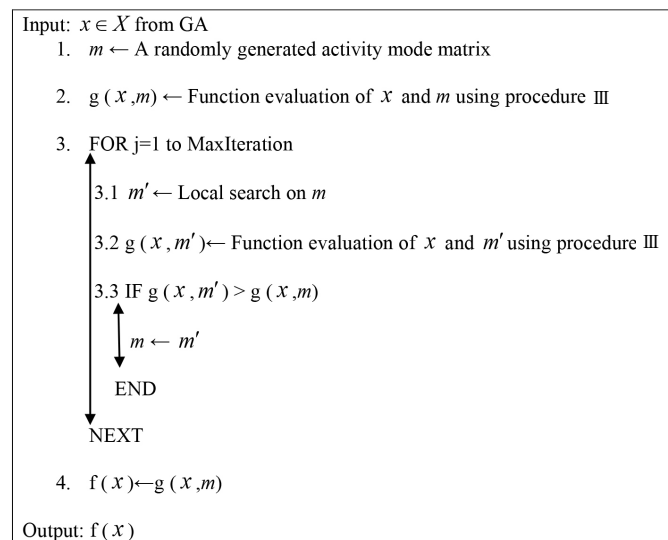 Input: x ∈ X from GA
1. m ← A randomly generated activity mode matrix
2. g (x,m) ← Function evaluation of x and m using procedure Ⅲ
3. FOR j=1 to MaxIteration
3.1 m′ ← Local search on m
3.2 g (x, m′)← Function evaluation of x and m′ using procedure Ⅲ
3.3 IF g (x, m′) > g (x,m)
m ← m′
END
NEXT
4. f (x)←g (x,m)
Output: f (x)